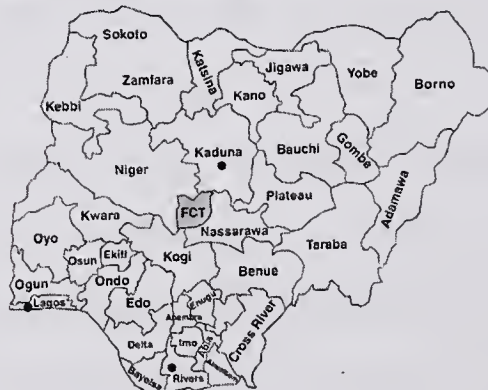 Sokoto
Katsina
Jigawa
Yobe
Borno
Zamfara
Kebbi
Kano
Kaduna
Bauchi
Gombe
Niger
Adamawa
Plateau
FCT
Kwara
Nassarawa
Taraba
Oyo
Kogi
Benue
Osun
Ekiti
Ogun
Ondo
Lagos
Edo
Enugu
Anambra
Cross River
Delta
Imo
Abia
Bayelsa
Rivers